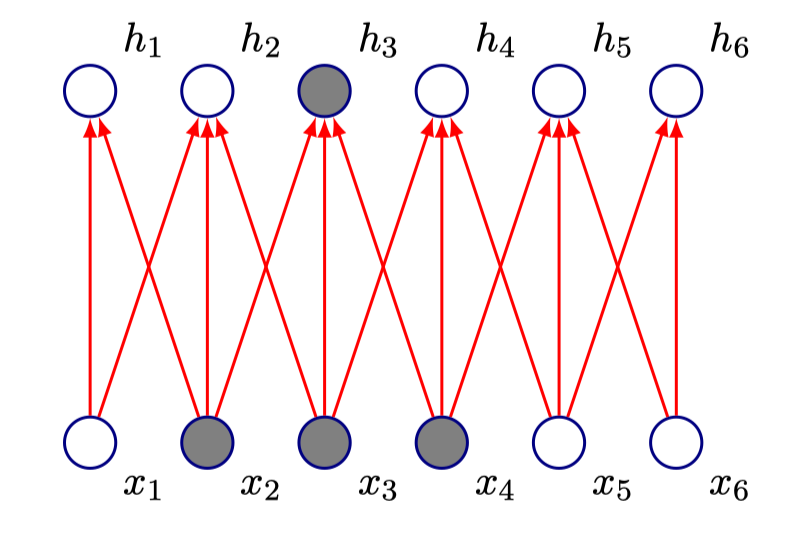 h₁ h₂ h₃ h₄ h₅ h₆
x₁ x₂ x₃ x₄ x₅ x₆